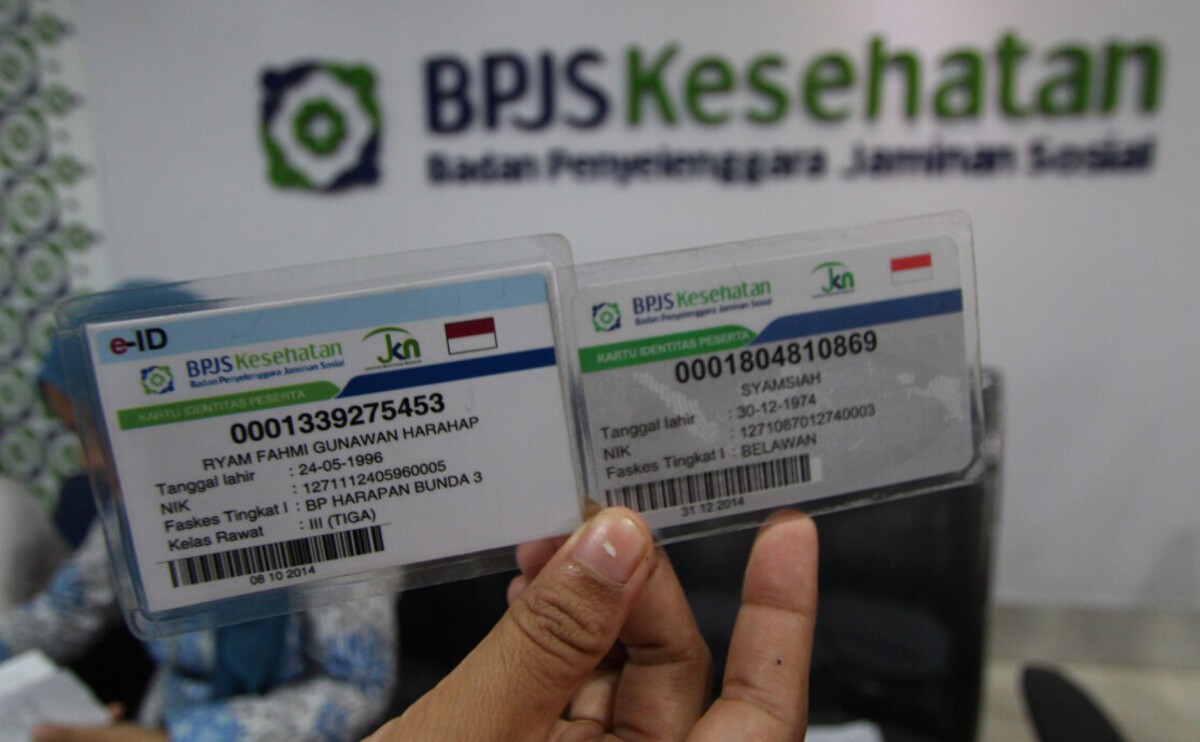 BPJS Kesehatan
Badan Penyelenggara Jaminan Sosial
e-ID
BPJS Kesehatan
Badan Penyelenggara Jaminan Sosial
Jkn
KARTU IDENTITAS PESERTA
0001339275453
RYAM FAHMI GUNAWAN HARAHAP
Tanggal lahir : 24-05-1996
NIK : 1271112405960005
Faskes Tingkat I : BP HARAPAN BUNDA 3
Kelas Rawat : III (TIGA)
08 10 2014
BPJS Kesehatan
Badan Penyelenggara Jaminan Sosial
Jkn
KARTU IDENTITAS PESERTA
0001804810869
SYAMSIAH
Tanggal lahir : 30-12-1974
NIK : 1271087012740003
Faskes Tingkat I : BELAWAN
31 12 2014